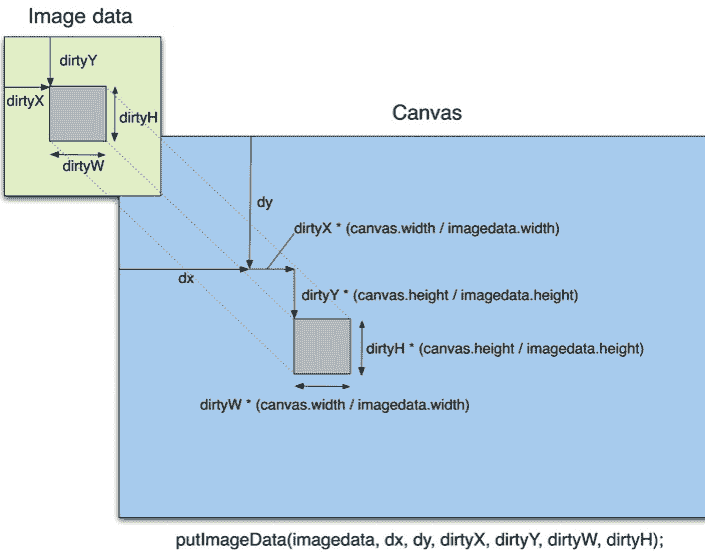 Image data
dirtyY
dirtyX
dirtyH
dirtyW
Canvas
dy
dirtyX * (canvas.width / imagedata.width)
dx
dirtyY * (canvas.height / imagedata.height)
dirtyH * (canvas.height / imagedata.height)
dirtyW * (canvas.width / imagedata.width)
putImageData(imagedata, dx, dy, dirtyX, dirtyY, dirtyW, dirtyH);